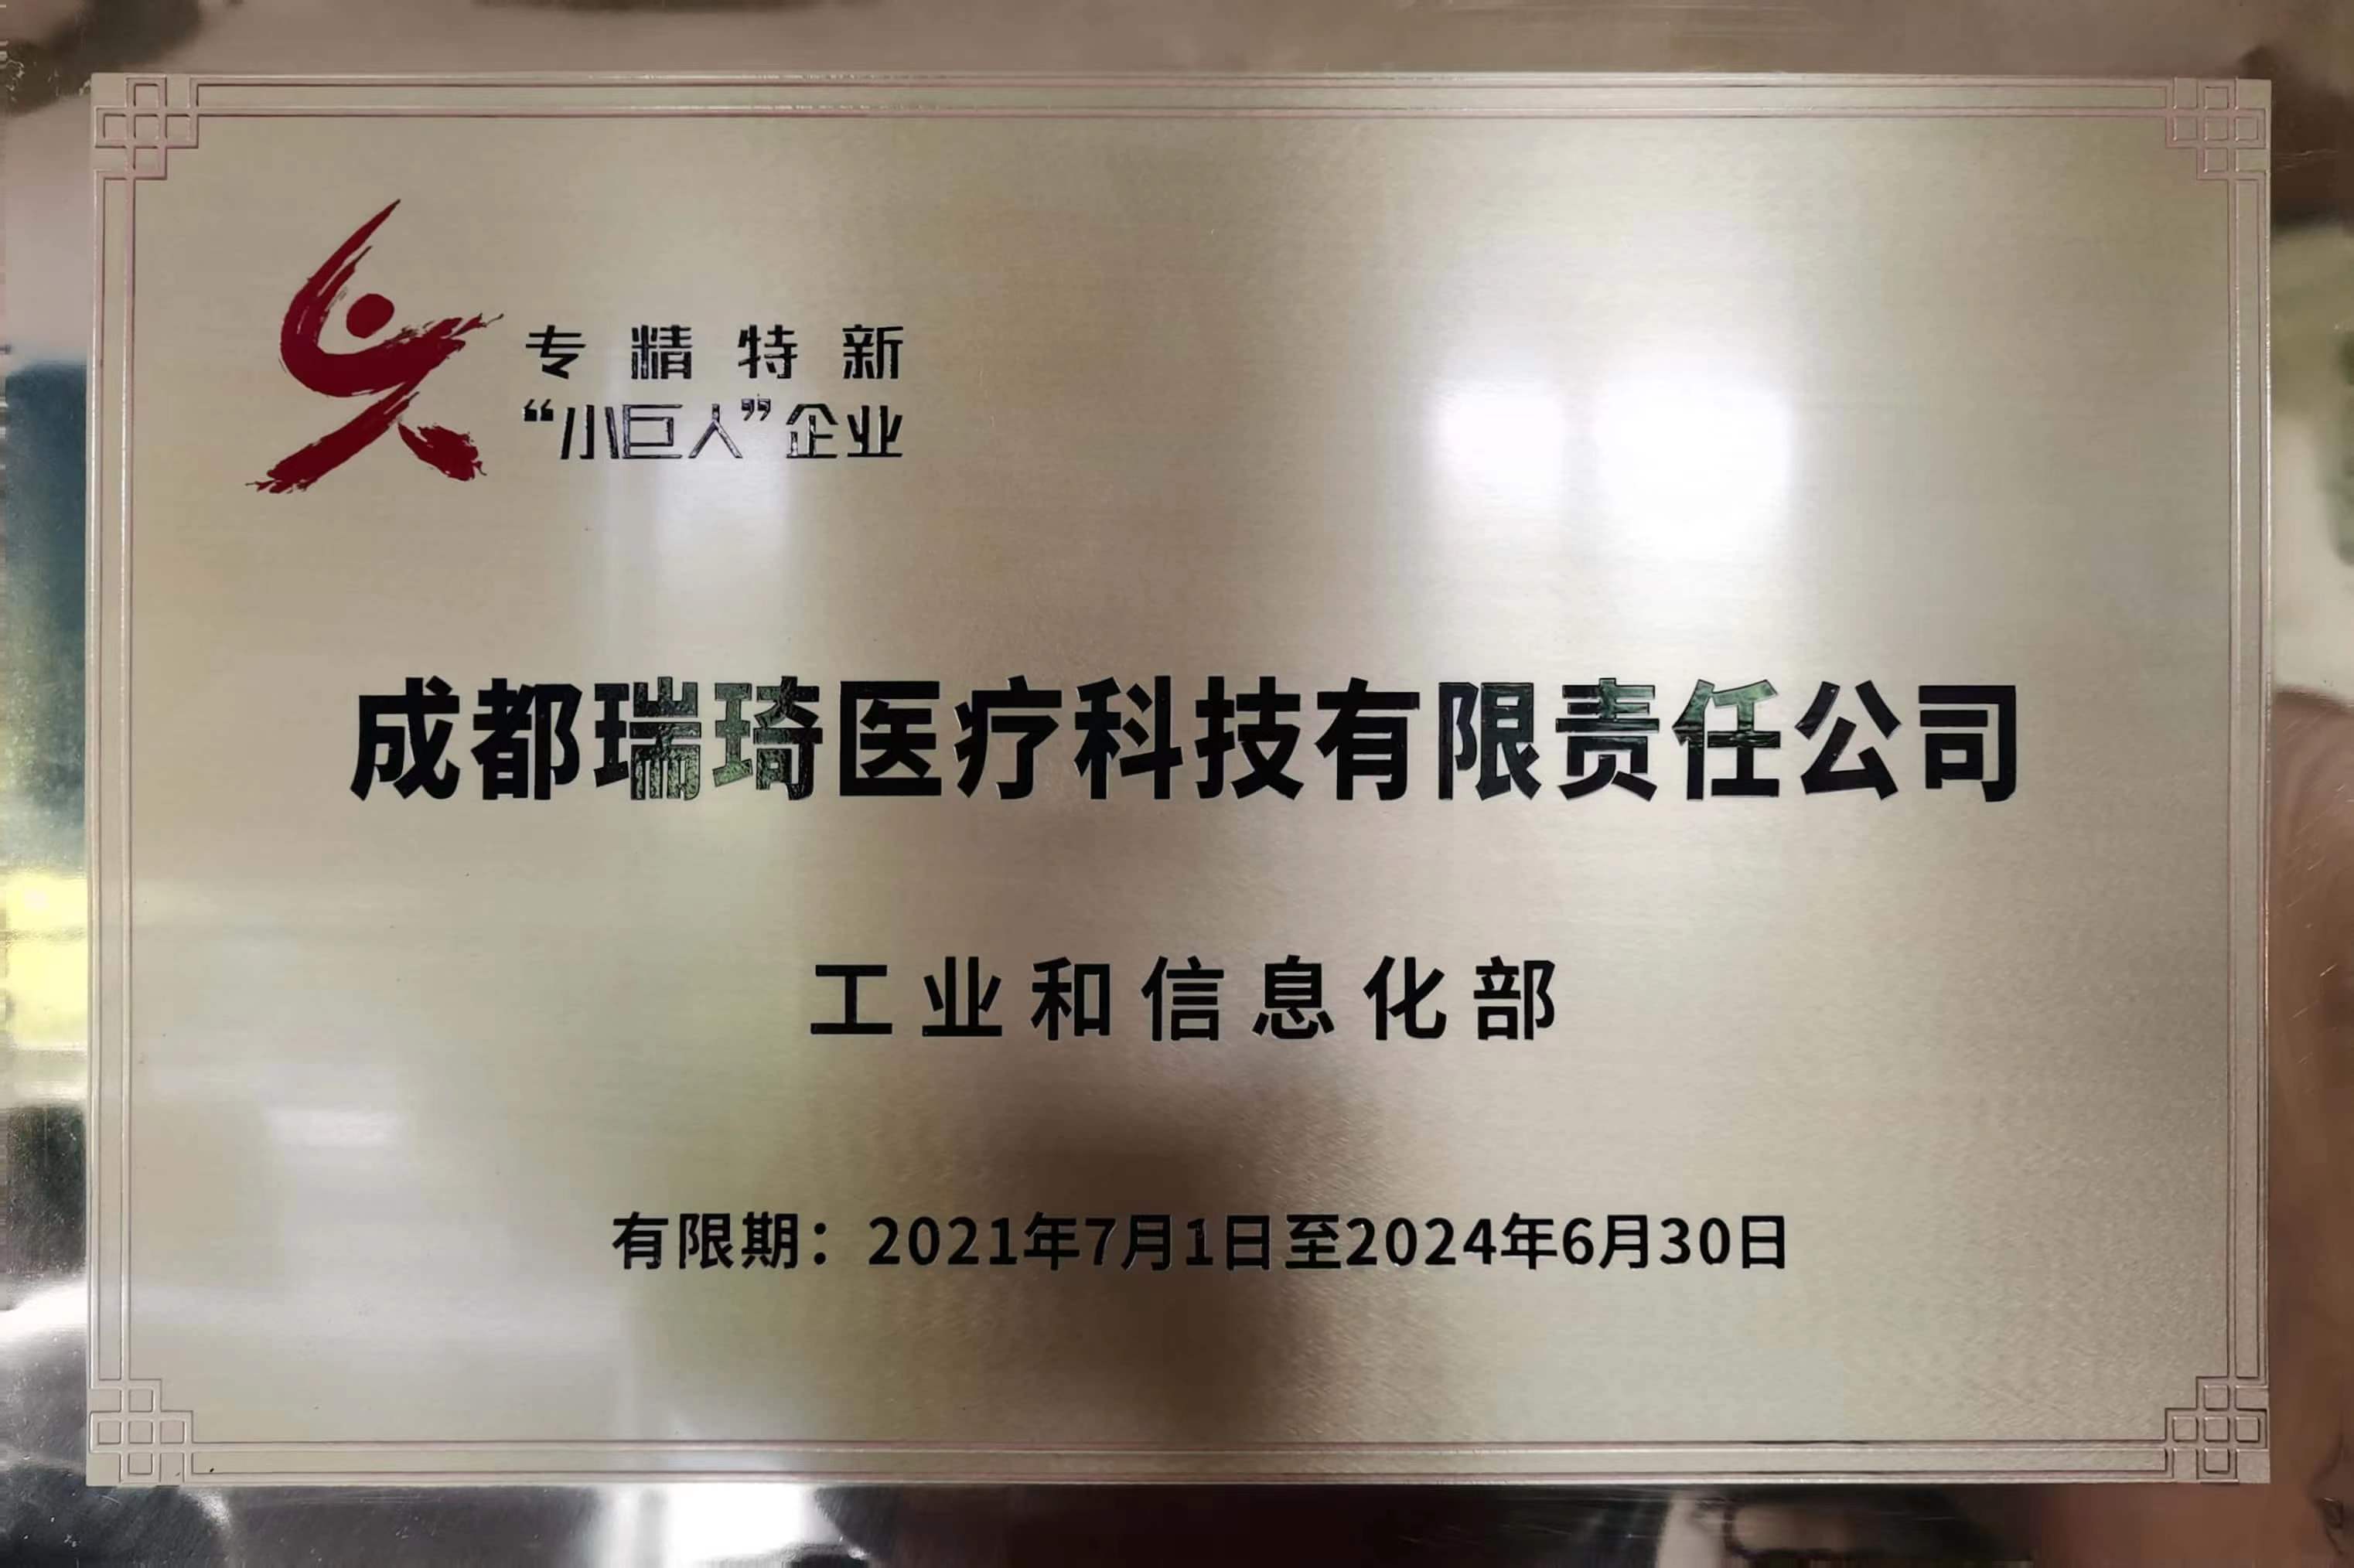 专精特新
“小巨人”企业
成都瑞琦医疗科技有限责任公司
工业和信息化部
有限期：2021年7月1日至2024年6月30日